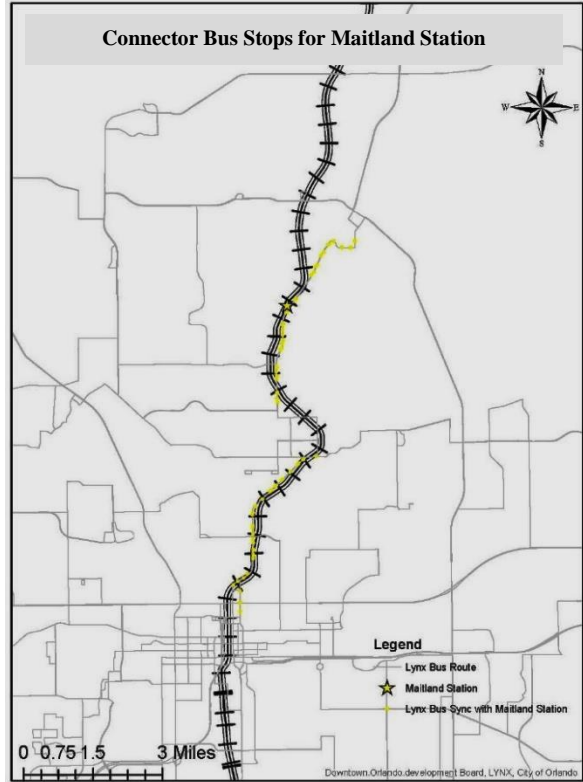 Connector Bus Stops for Maitland Station
N
W E
S
Legend
Lynx Bus Route
Maitland Station
Lynx Bus Sync with Maitland Station
0 0.75 1.5 3 Miles
Downtown.Orlando.development Board, LYNX, City of Orlando